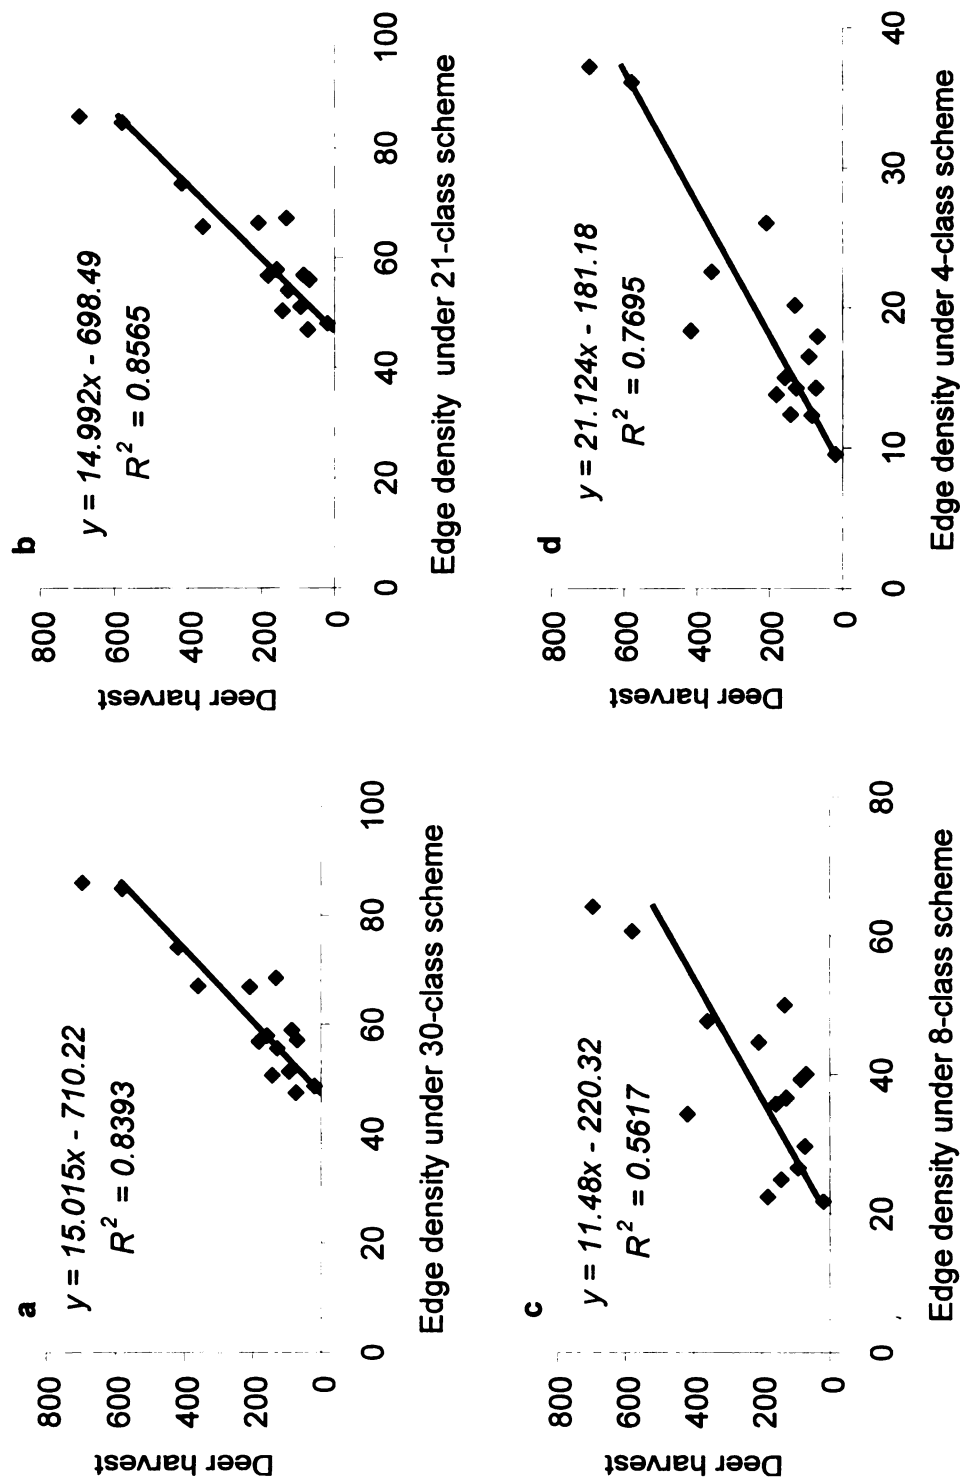 a
y = 15.015x - 710.22
R² = 0.8393
Deer harvest
800
600
400
200
0
0
20
40
60
80
100
Edge density under 30-class scheme
b
y = 14.992x - 698.49
R² = 0.8565
Deer harvest
800
600
400
200
0
0
20
40
60
80
100
Edge density under 21-class scheme
c
y = 11.48x - 220.32
R² = 0.5617
Deer harvest
800
600
400
200
0
0
20
40
60
80
Edge density under 8-class scheme
d
y = 21.124x - 181.18
R² = 0.7695
Deer harvest
800
600
400
200
0
0
10
20
30
40
Edge density under 4-class scheme